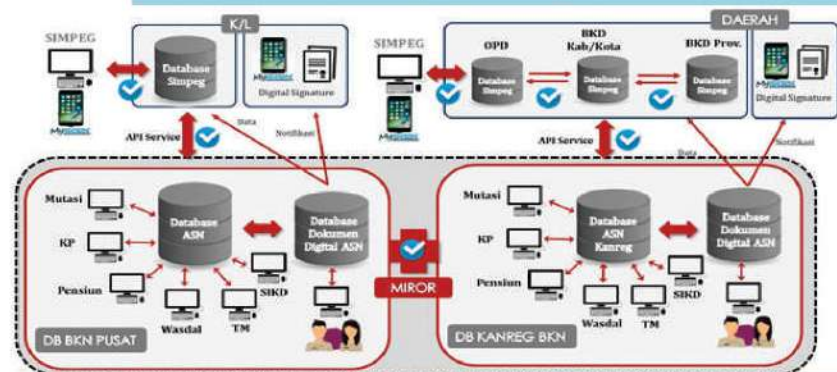 K/L
SIMPEG
Database
Simpeg
Digital Signature
API Service
Data
Notifikasi
DAERAH
SIMPEG
OPD
BKD
Kab/Kota
BKD Prov.
Database
Simpeg
Database
Simpeg
Database
Simpeg
Digital Signature
API Service
Data
Notifikasi
Mutasi
KP
Pensiun
Wasdal
TM
SIKD
Database
ASN
Database
Dokumen
Digital ASN
DB BKN PUSAT
MIROR
Mutasi
KP
Pensiun
Wasdal
TM
SIKD
Database
ASN
Kanreg
Database
Dokumen
Digital ASN
DB KANREG BKN